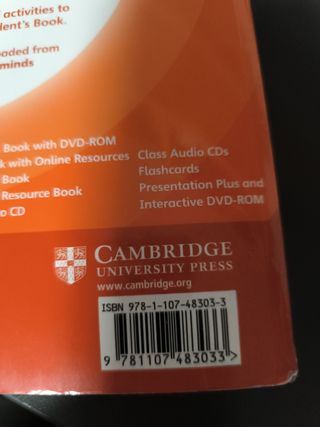 activities to
ent's Book.
oaded from
minds
Book with DVD-ROM
k with Online Resources
Book
Resource Book
o CD
Class Audio CDs
Flashcards
Presentation Plus and
Interactive DVD-ROM
CAMBRIDGE
UNIVERSITY PRESS
www.cambridge.org
ISBN 978-1-107-48303-3
9 781107 483033 >